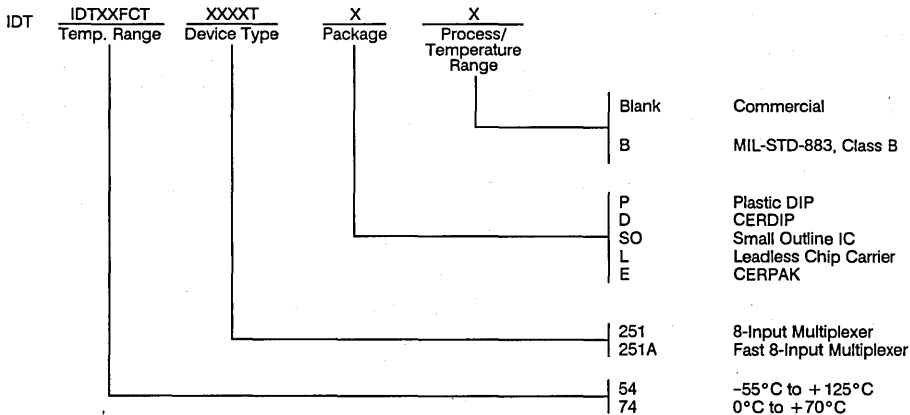 IDT IDTXXFCT XXXXT X X
Temp. Range Device Type Package Process/
Temperature
Range
Blank Commercial
B MIL-STD-883, Class B
P Plastic DIP
D CERDIP
SO Small Outline IC
L Leadless Chip Carrier
E CERPAK
251 8-Input Multiplexer
251A Fast 8-Input Multiplexer
54 –55°C to +125°C
74 0°C to +70°C